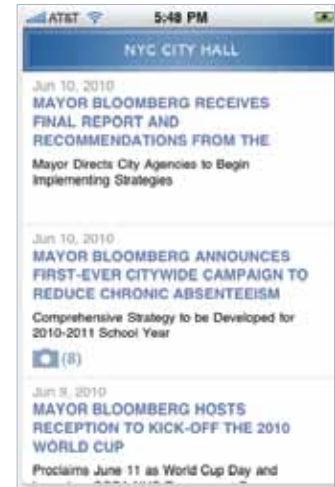 AT&T 5:48 PM
NYC CITY HALL
Jun 10, 2010
MAYOR BLOOMBERG RECEIVES
FINAL REPORT AND
RECOMMENDATIONS FROM THE
Mayor Directs City Agencies to Begin
Implementing Strategies
Jun 10, 2010
MAYOR BLOOMBERG ANNOUNCES
FIRST-EVER CITYWIDE CAMPAIGN TO
REDUCE CHRONIC ABSENTEEISM
Comprehensive Strategy to be Developed for
2010-2011 School Year
(8)
Jun 9, 2010
MAYOR BLOOMBERG HOSTS
RECEPTION TO KICK-OFF THE 2010
WORLD CUP
Proclaims June 11 as World Cup Day and